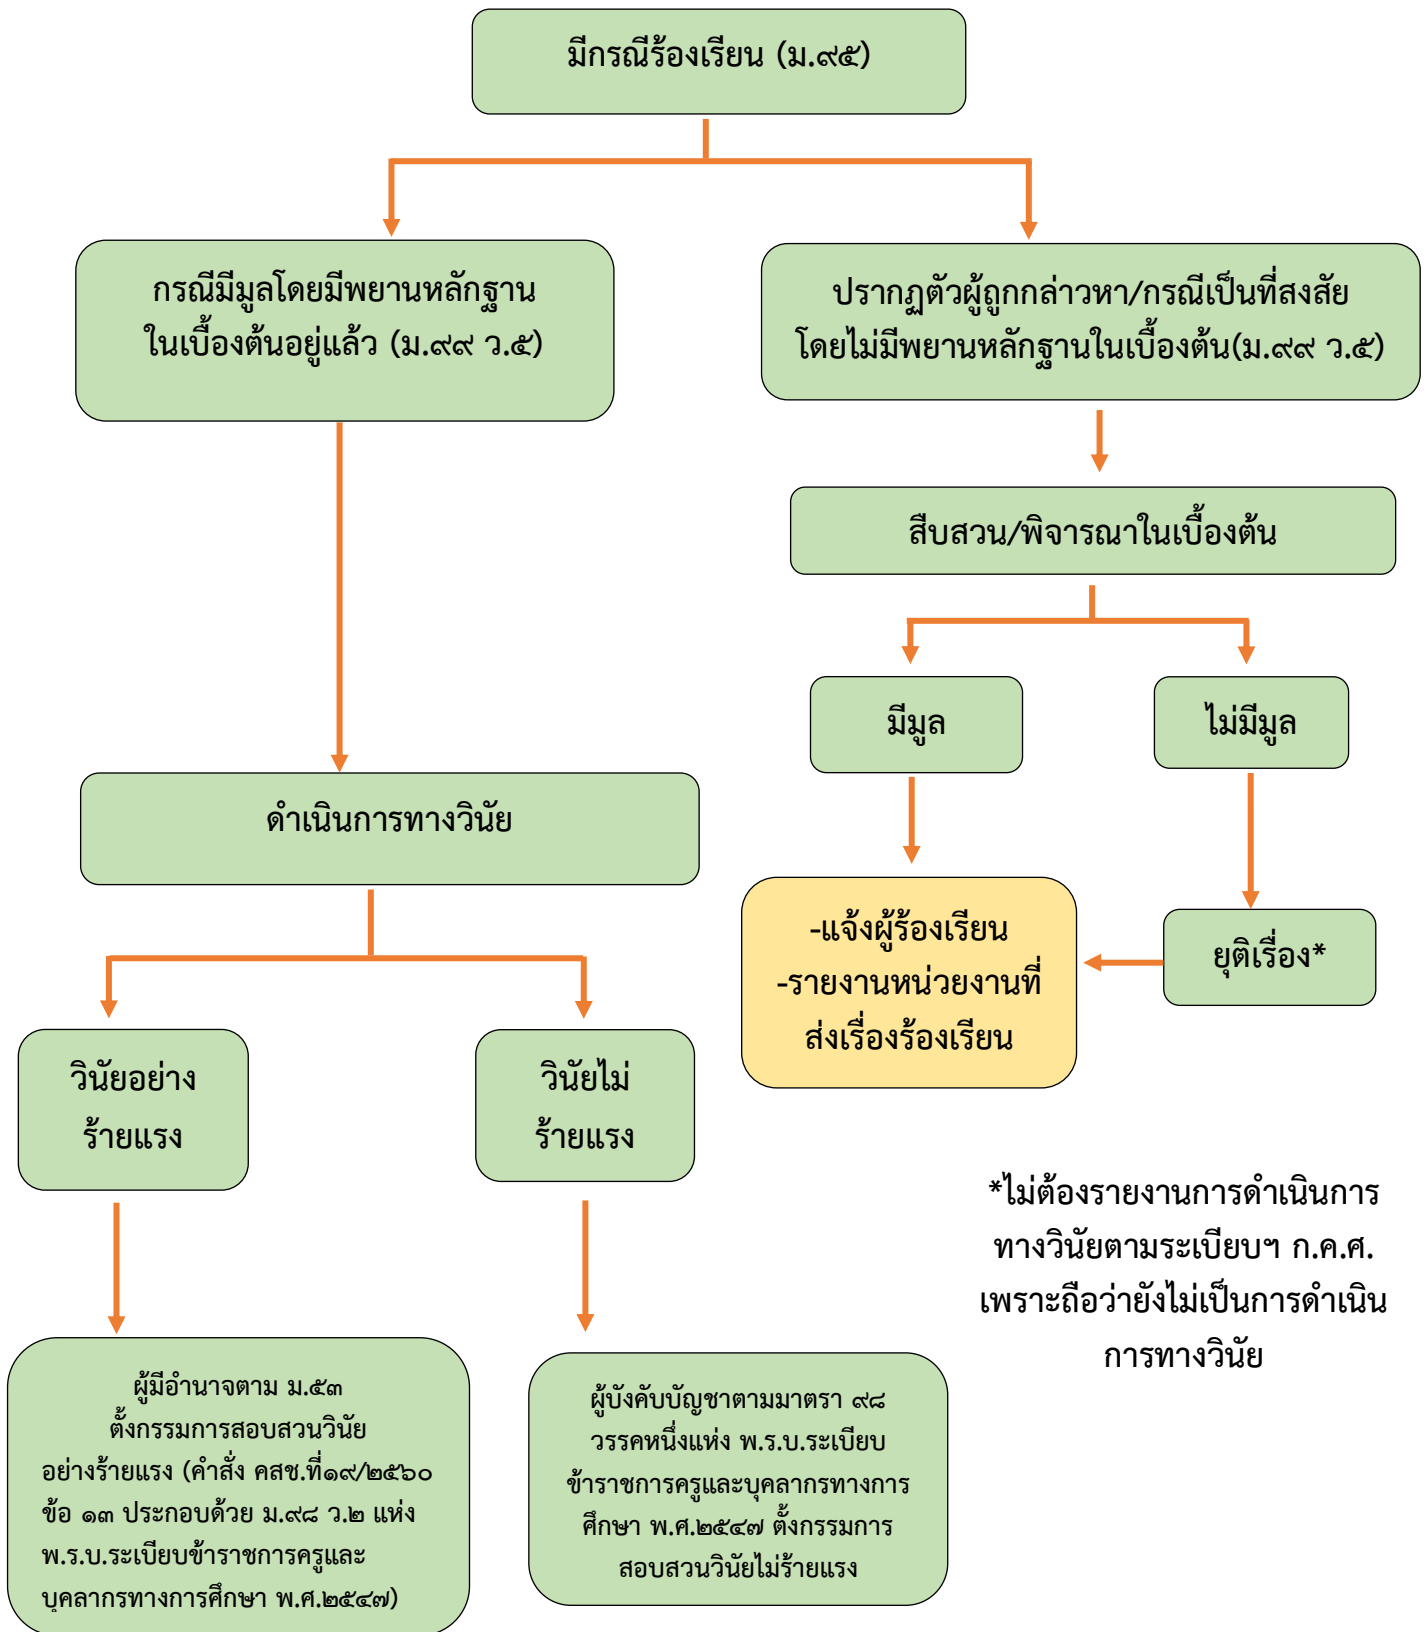 มีกรณีร้องเรียน (ม.๙๕)
กรณีมีมูลโดยมีพยานหลักฐาน
ในเบื้องต้นอยู่แล้ว (ม.๙๙ ว.๕)
ปรากฏตัวผู้ถูกกล่าวหา/กรณีเป็นที่สงสัย
โดยไม่มีพยานหลักฐานในเบื้องต้น(ม.๙๙ ว.๕)
สืบสวน/พิจารณาในเบื้องต้น
มีมูล
ไม่มีมูล
ดำเนินการทางวินัย
-แจ้งผู้ร้องเรียน
-รายงานหน่วยงานที่
ส่งเรื่องร้องเรียน
ยุติเรื่อง*
วินัยอย่าง
ร้ายแรง
วินัยไม่
ร้ายแรง
*ไม่ต้องรายงานการดำเนินการ
ทางวินัยตามระเบียบฯ ก.ค.ศ.
เพราะถือว่ายังไม่เป็นการดำเนิน
การทางวินัย
ผู้มีอำนาจตาม ม.๕๓
ตั้งกรรมการสอบสวนวินัย
อย่างร้ายแรง (คำสั่ง คสช.ที่๑๙/๒๕๖๐
ข้อ ๑๓ ประกอบด้วย ม.๙๘ ว.๒ แห่ง
พ.ร.บ.ระเบียบข้าราชการครูและ
บุคลากรทางการศึกษา พ.ศ.๒๕๔๗)
ผู้บังคับบัญชาตามมาตรา ๙๘
วรรคหนึ่งแห่ง พ.ร.บ.ระเบียบ
ข้าราชการครูและบุคลากรทางการ
ศึกษา พ.ศ.๒๕๔๗ ตั้งกรรมการ
สอบสวนวินัยไม่ร้ายแรง